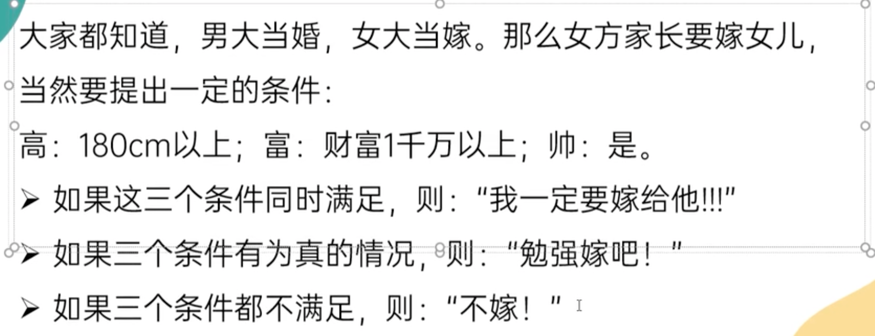 大家都知道，男大当婚，女大当嫁。那么女方家长要嫁女儿，
当然要提出一定的条件：
高：180cm以上；富：财富1千万以上；帅：是。
➢ 如果这三个条件同时满足，则：“我一定要嫁给他!!!”
➢ 如果三个条件有为真的情况，则：“勉强嫁吧！”
➢ 如果三个条件都不满足，则：“不嫁！”